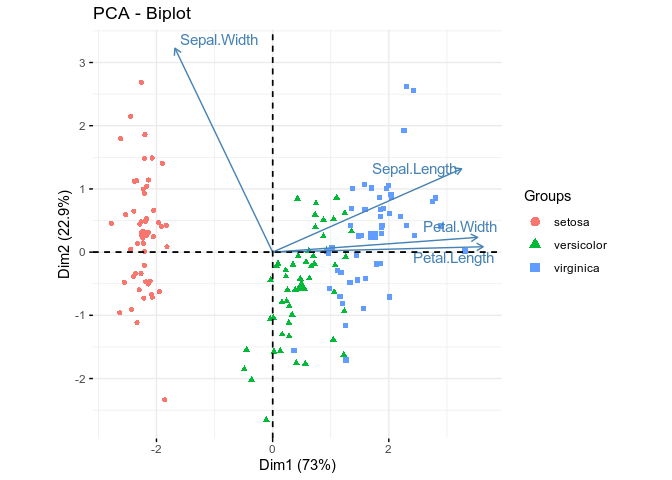 PCA - Biplot
Sepal.Width
Sepal.Length
Petal.Width
Petal.Length
3
2
1
0
-1
-2
Dim2 (22.9%)
-2
0
2
Dim1 (73%)
Groups
setosa
versicolor
virginica